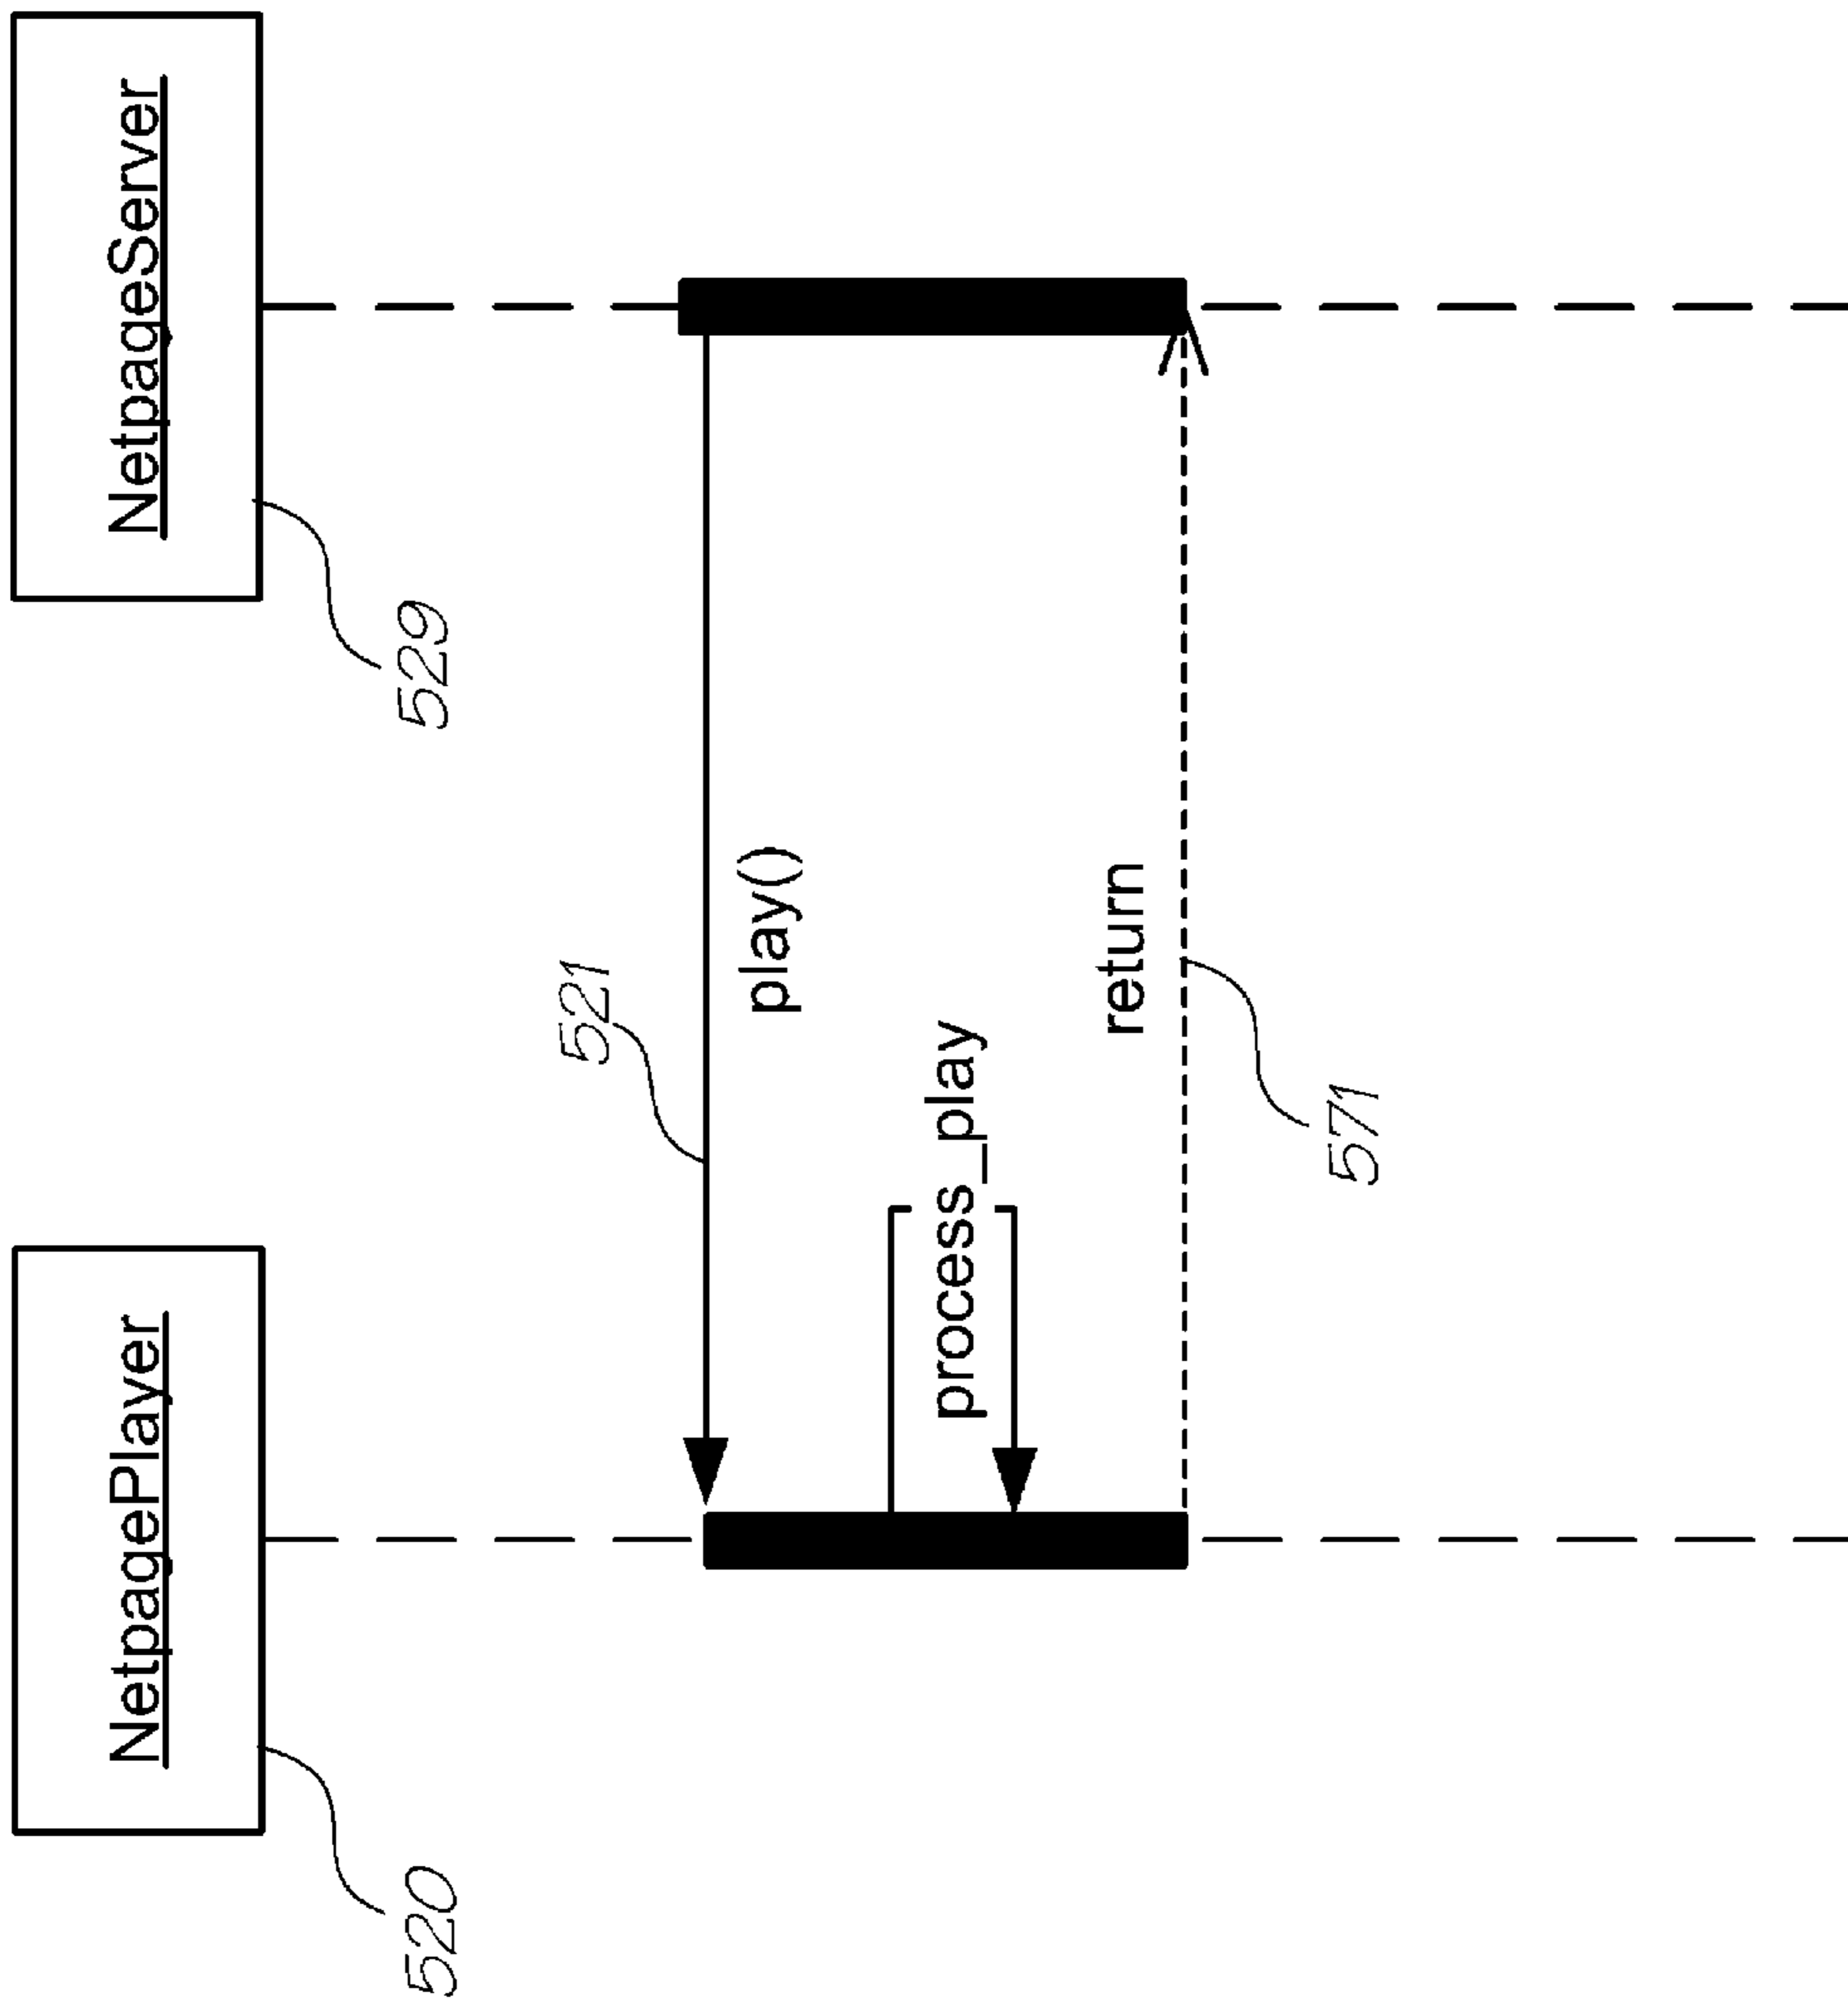 NetpagePlayer
NetpageServer
520
529
521
play()
process_play
return
571